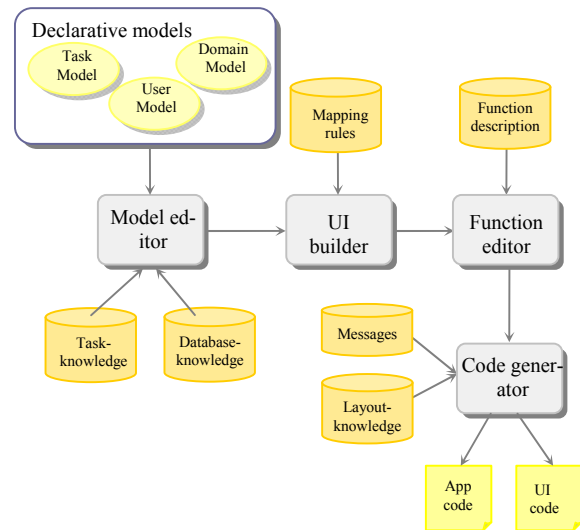 Declarative models
Task
Model
User
Model
Domain
Model
Mapping
rules
Function
description
Model ed-
itor
UI
builder
Function
editor
Task-
knowledge
Database-
knowledge
Messages
Layout-
knowledge
Code gener-
ator
App
code
UI
code